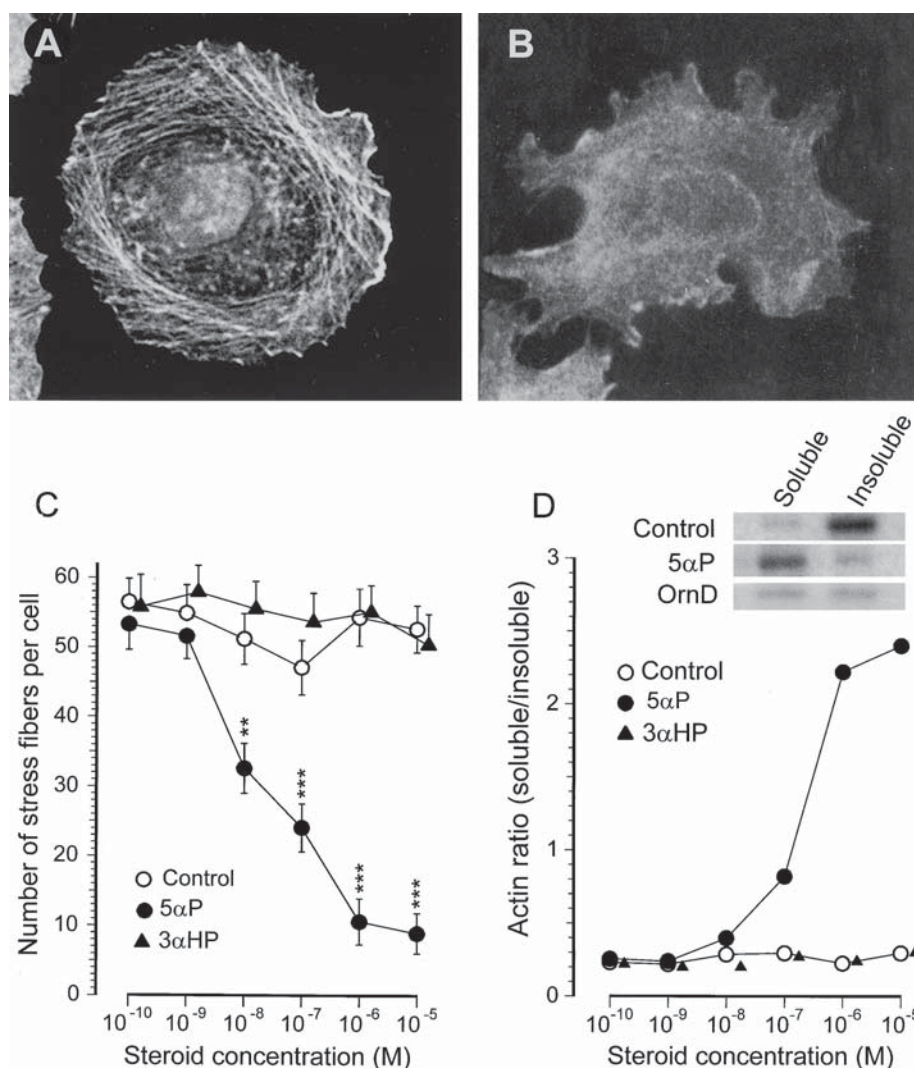 A
B
C
Number of stress fibers per cell
60
50
40
30
20
10
0
**
***
***
***
Control
5αP
3αHP
10⁻¹⁰ 10⁻⁹ 10⁻⁸ 10⁻⁷ 10⁻⁶ 10⁻⁵
Steroid concentration (M)
D
Soluble
Insoluble
Control
5αP
OrnD
Actin ratio (soluble/insoluble)
3
2
1
0
Control
5αP
3αHP
10⁻¹⁰ 10⁻⁹ 10⁻⁸ 10⁻⁷ 10⁻⁶ 10⁻⁵
Steroid concentration (M)